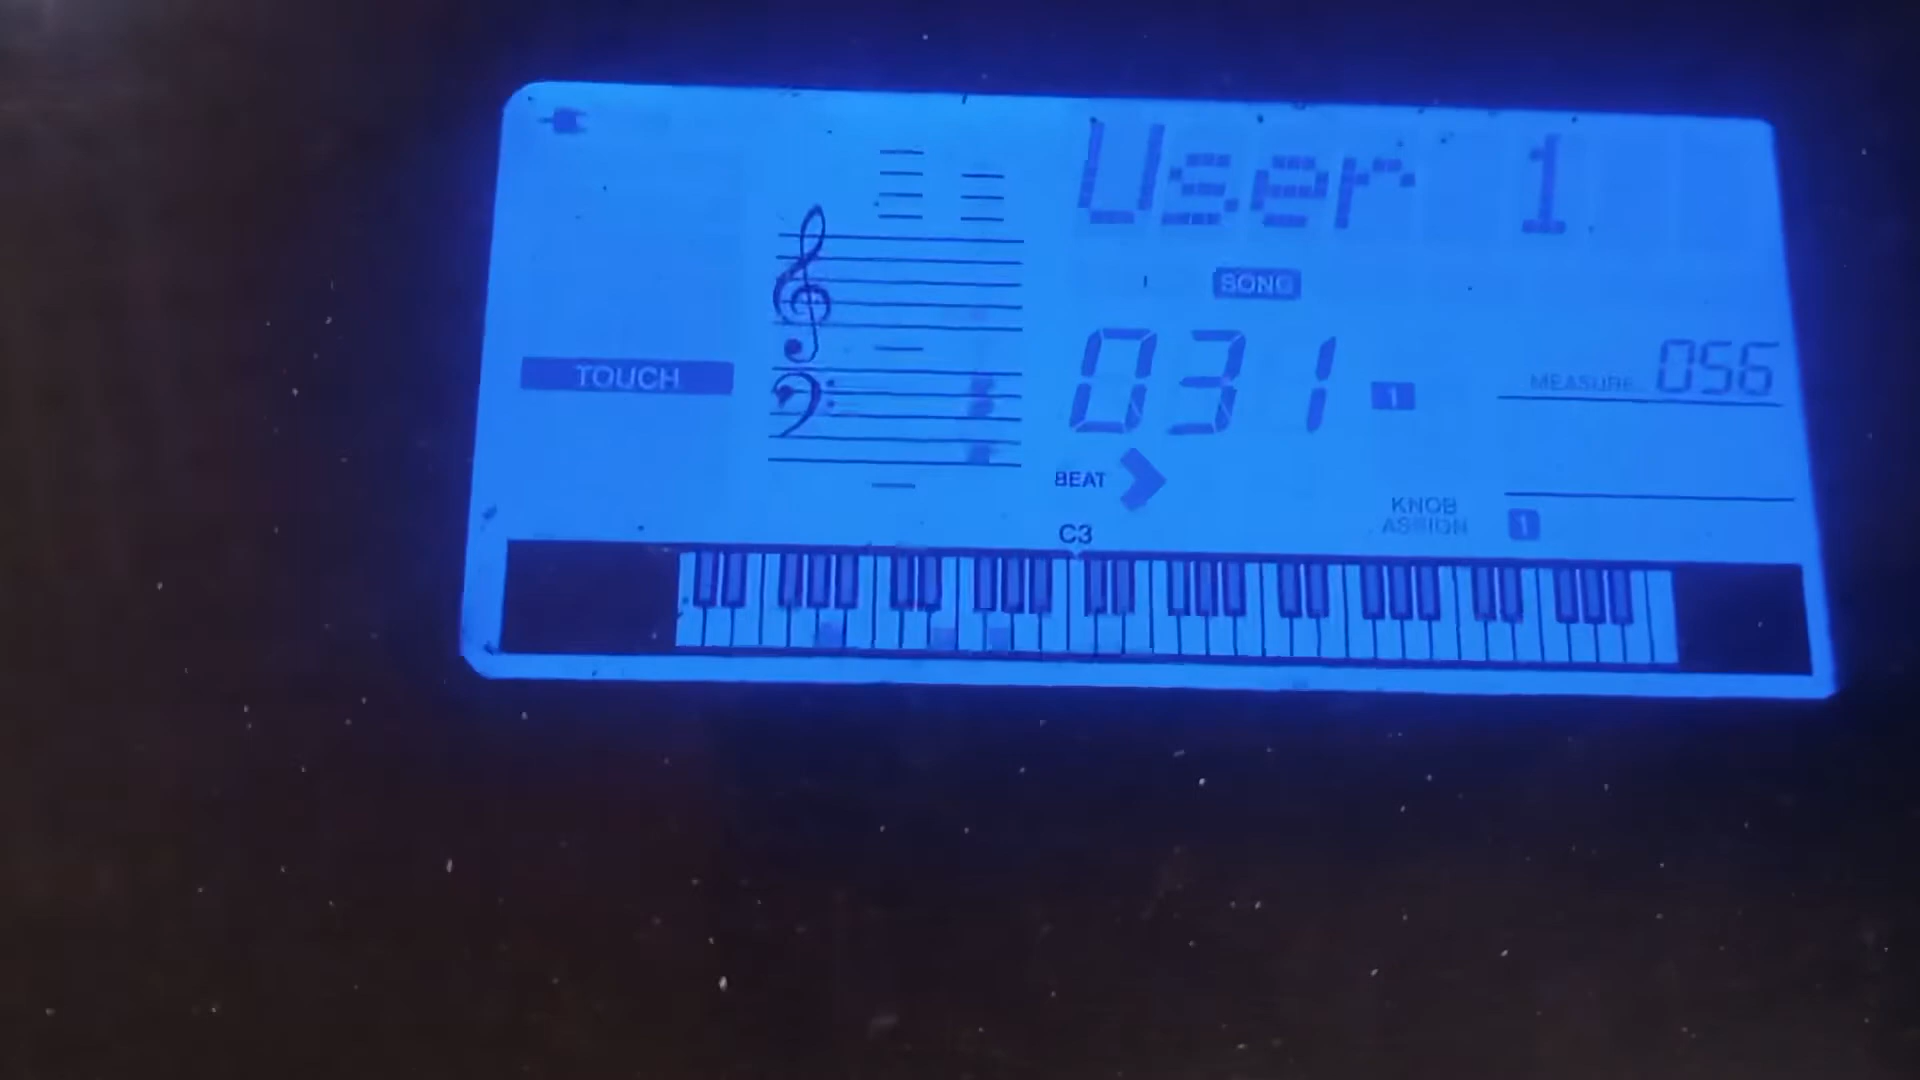 User 1
SONG
031
1
TOUCH
MEASURE 056
BEAT
KNOB
ASSIGN 1
C3